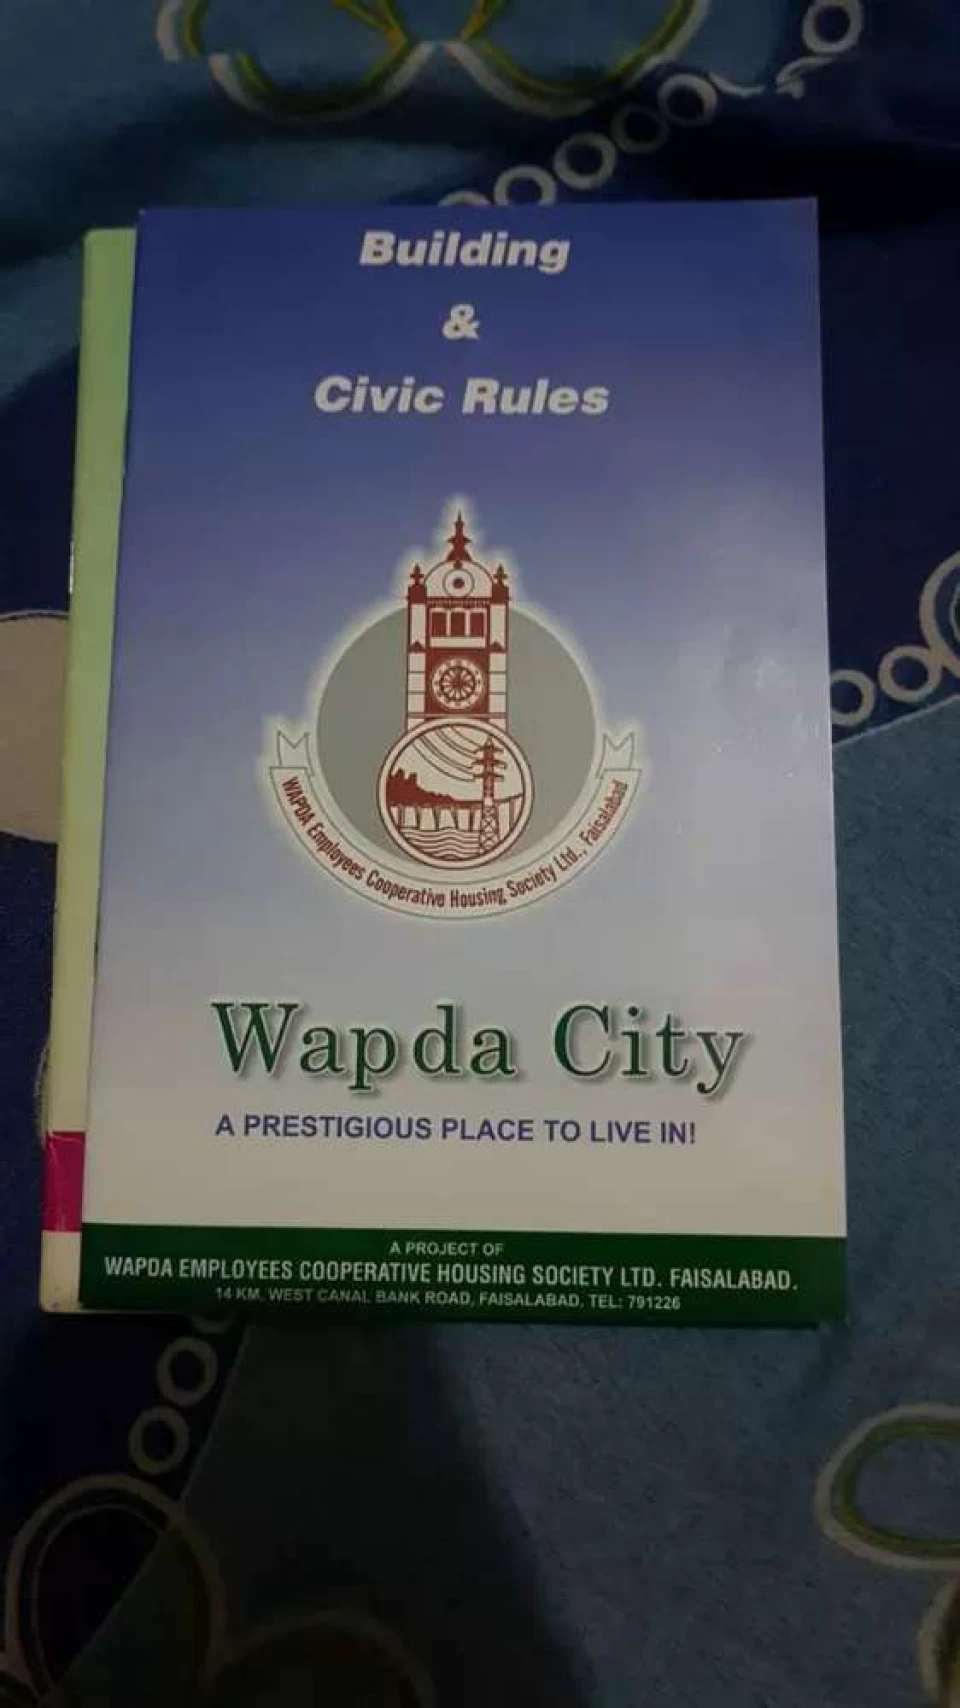 Building
&
Civic Rules
WAPDA Employees Cooperative Housing Society Ltd., Faisalabad
Wapda City
A PRESTIGIOUS PLACE TO LIVE IN!
A PROJECT OF
WAPDA EMPLOYEES COOPERATIVE HOUSING SOCIETY LTD. FAISALABAD.
14 KM, WEST CANAL BANK ROAD, FAISALABAD. TEL: 791226